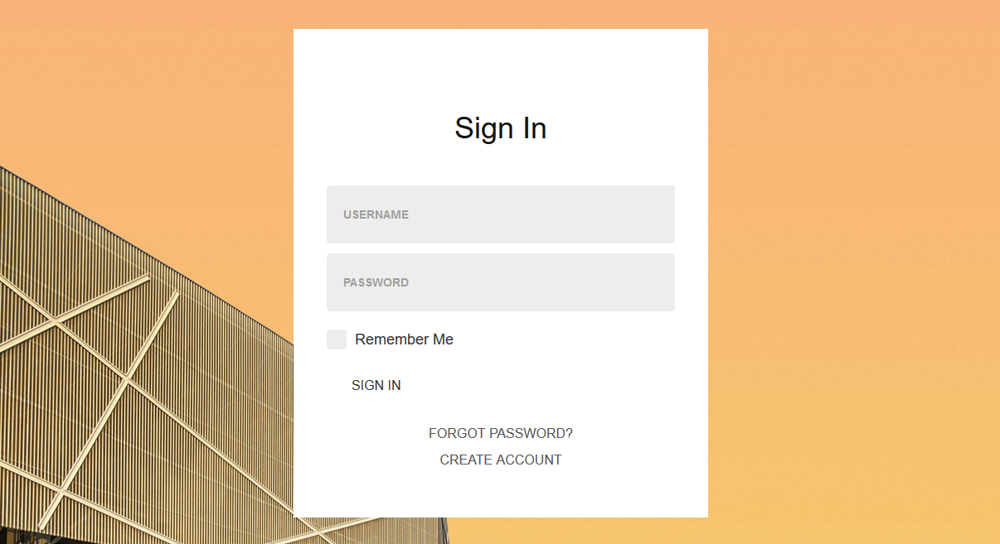 Sign In
USERNAME
PASSWORD
Remember Me
SIGN IN
FORGOT PASSWORD?
CREATE ACCOUNT